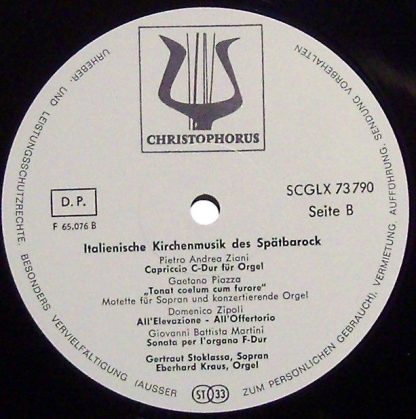 CHRISTOPHORUS
D. P.
F 65.076 B
SCGLX 73 790
Seite B
Italienische Kirchenmusik des Spätbarock
Pietro Andrea Ziani
Capriccio C-Dur für Orgel
Gaetano Piazza
„Tonat coelum cum furore"
Motette für Sopran und konzertierende Orgel
Domenico Zipoli
All'Elevazione - All'Offertorio
Giovanni Battista Martini
Sonata per l'organo F-Dur
Gertraut Stoklassa, Sopran
Eberhard Kraus, Orgel
ST 33
URHEBER- UND LEISTUNGSSCHUTZRECHTE, BESONDERS VERVIELFÄLTIGUNG (AUSSER ZUM PERSÖNLICHEN GEBRAUCH), VERMIETUNG, AUFFÜHRUNG, SENDUNG VORBEHALTEN